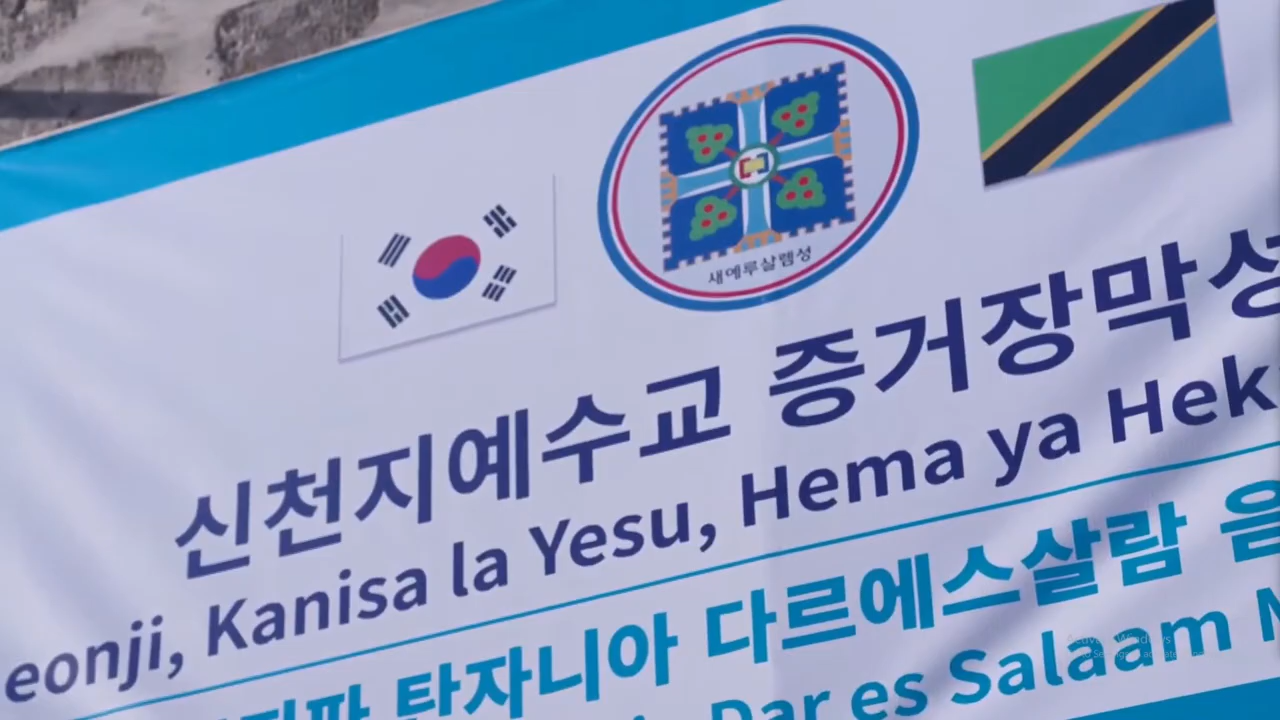 새예루살렘성
신천지예수교 증거장막성
eonji, Kanisa la Yesu, Hema ya Hek
탄자니아 다르에스살람 음
Dar es Salaam